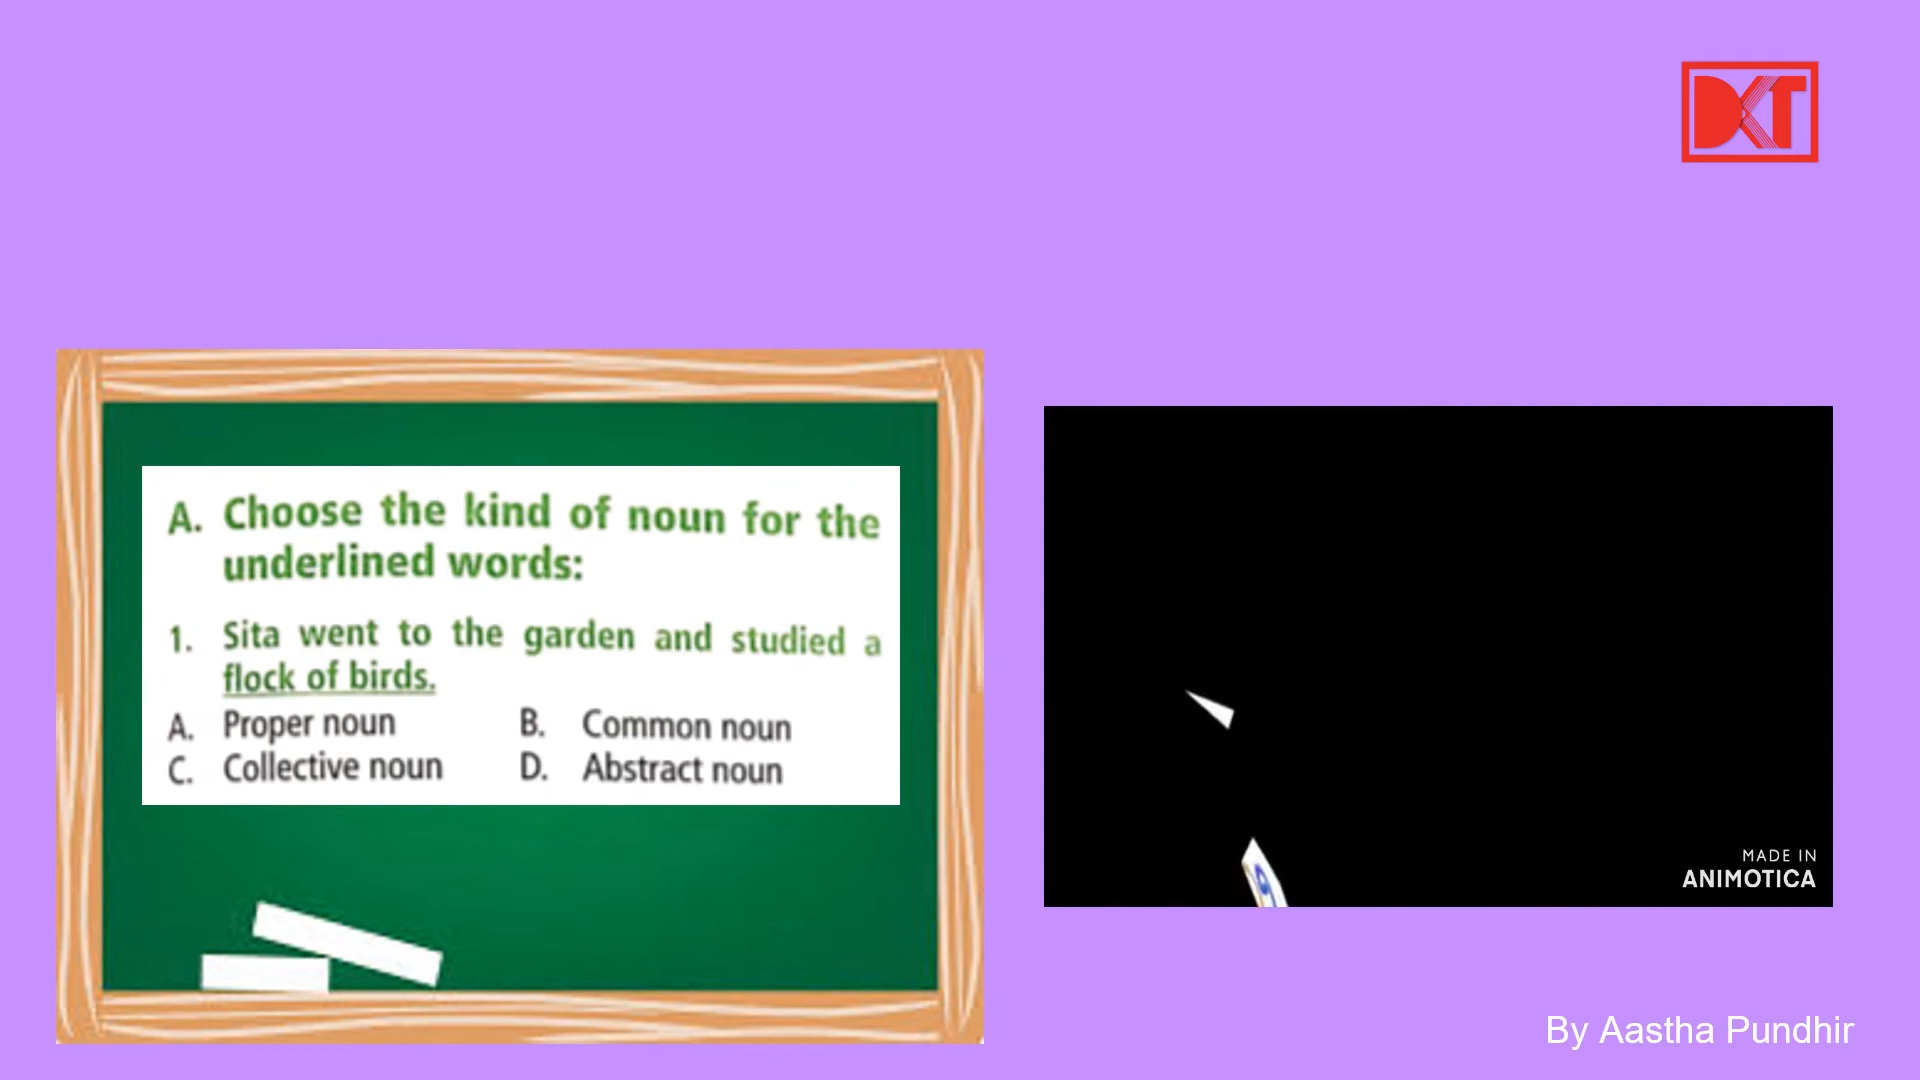 DKT
A. Choose the kind of noun for the
underlined words:
1. Sita went to the garden and studied a
flock of birds.
A. Proper noun B. Common noun
C. Collective noun D. Abstract noun
MADE IN
ANIMOTICA
By Aastha Pundhir